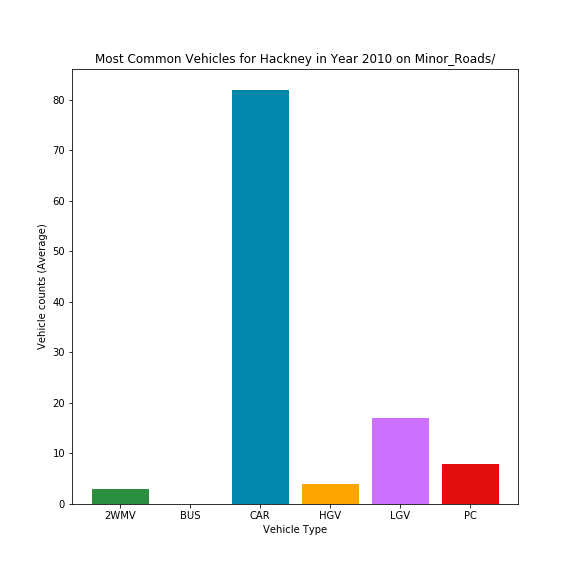 Most Common Vehicles for Hackney in Year 2010 on Minor_Roads/
Vehicle counts (Average)
80
70
60
50
40
30
20
10
0
2WMV BUS CAR HGV LGV PC
Vehicle Type